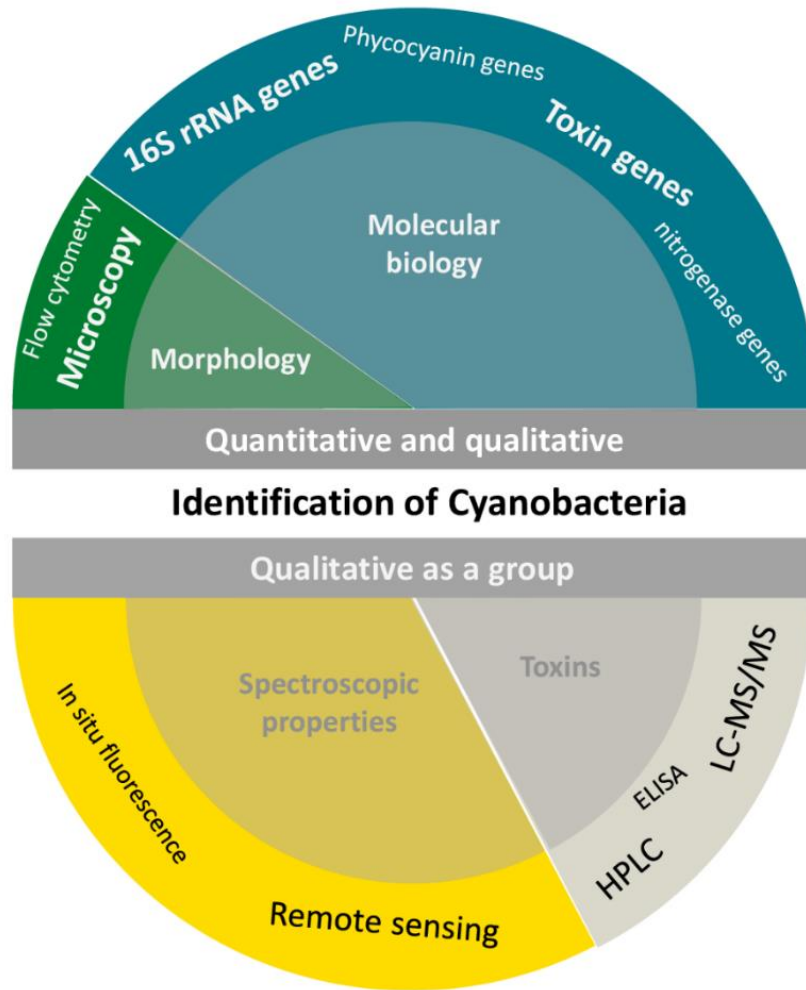 Phycocyanin genes
16S rRNA genes
Toxin genes
nitrogenase genes
Flow cytometry
Microscopy
Molecular
biology
Morphology
Quantitative and qualitative
Identification of Cyanobacteria
Qualitative as a group
Spectroscopic
properties
Toxins
In situ fluorescence
Remote sensing
LC-MS/MS
ELISA
HPLC